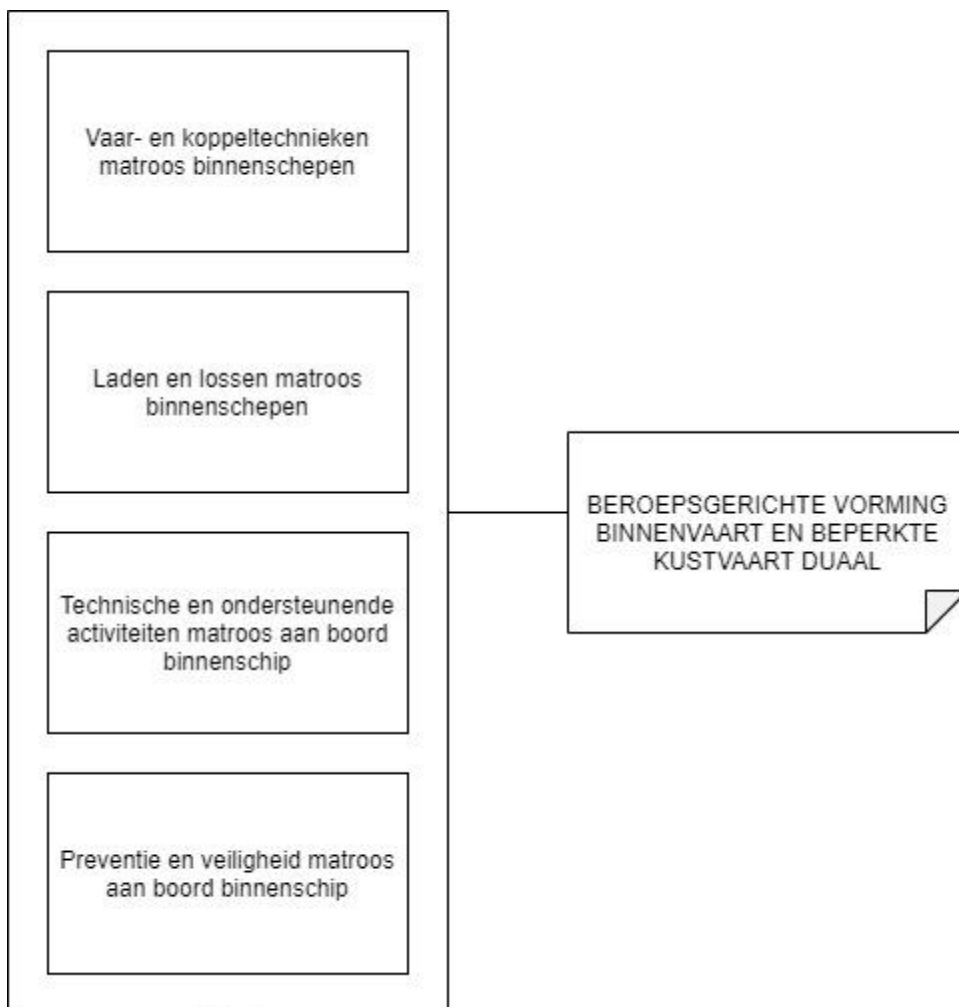 Vaar- en koppeltechnieken
matroos binnenschepen
Laden en lossen matroos
binnenschepen
Technische en ondersteunende
activiteiten matroos aan boord
binnenschip
Preventie en veiligheid matroos
aan boord binnenschip
BEROEPSGERICHTE VORMING
BINNENVAART EN BEPERKTE
KUSTVAART DUAAL